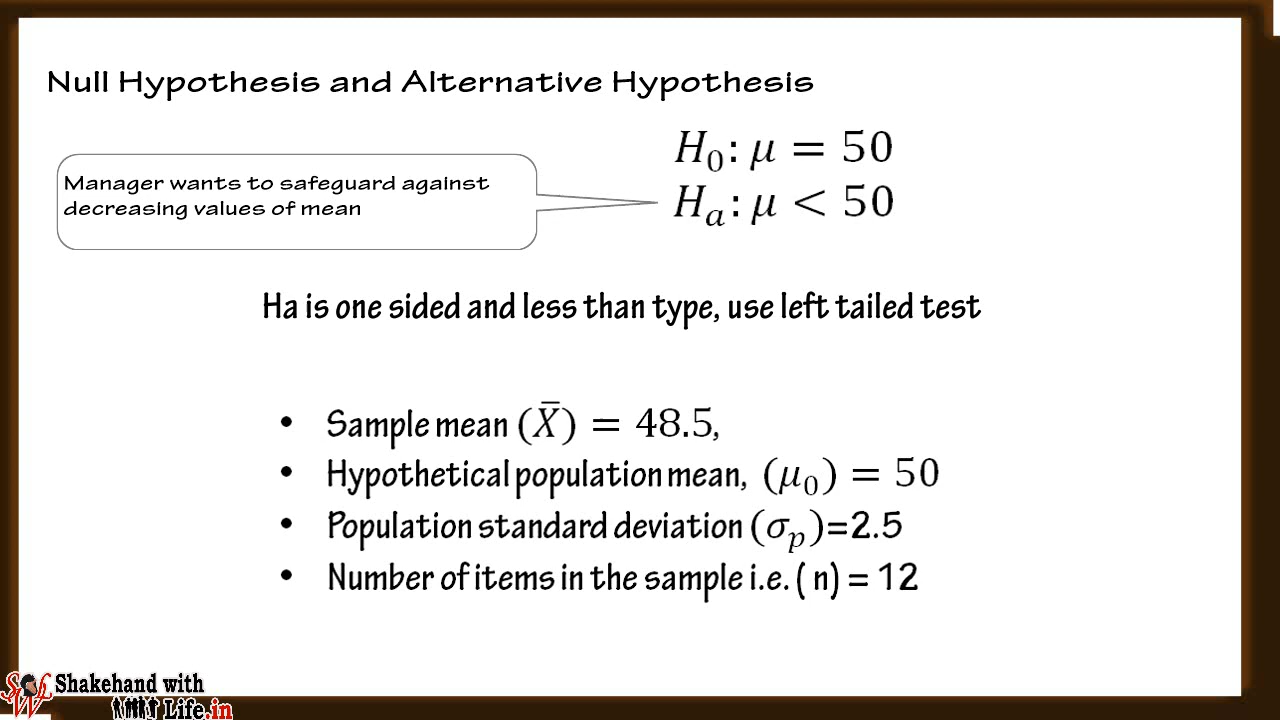 Null Hypothesis and Alternative Hypothesis
H₀: μ = 50
Manager wants to safeguard against
decreasing values of mean
Hₐ: μ < 50
Ha is one sided and less than type, use left tailed test
• Sample mean (X̄) = 48.5,
• Hypothetical population mean, (μ₀) = 50
• Population standard deviation (σₚ)=2.5
• Number of items in the sample i.e. ( n) = 12
SWL
Shakehand with
Life.in